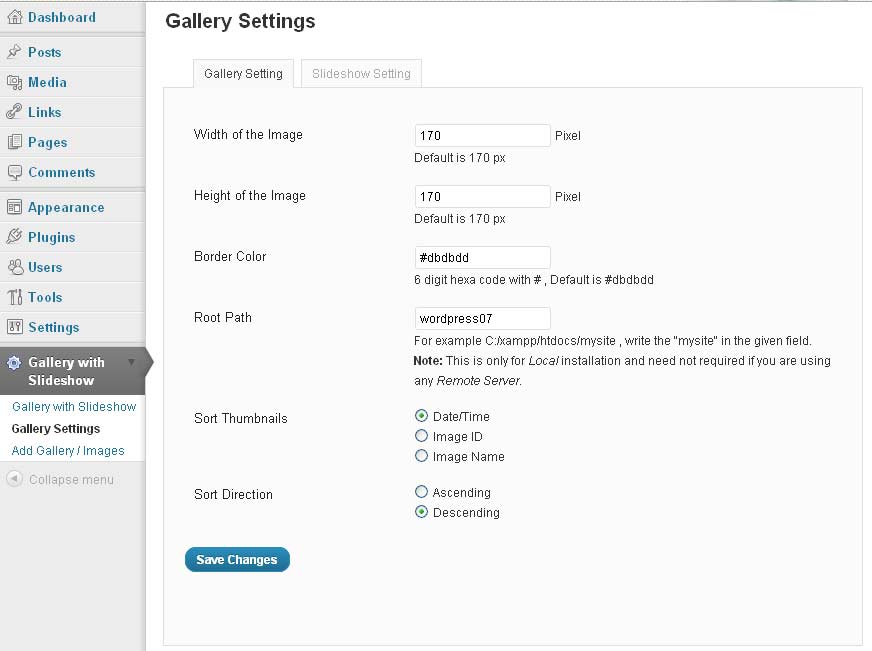 Dashboard
Posts
Media
Links
Pages
Comments
Appearance
Plugins
Users
Tools
Settings
Gallery with
Slideshow
Gallery with Slideshow
Gallery Settings
Add Gallery / Images
Collapse menu
Gallery Settings
Gallery Setting
Slideshow Setting
Width of the Image
170 Pixel
Default is 170 px
Height of the Image
170 Pixel
Default is 170 px
Border Color
#dbdbdd
6 digit hexa code with # , Default is #dbdbdd
Root Path
wordpress07
For example C:/xampp/htdocs/mysite , write the "mysite" in the given field.
Note: This is only for Local installation and need not required if you are using
any Remote Server.
Sort Thumbnails
Date/Time
Image ID
Image Name
Sort Direction
Ascending
Descending
Save Changes